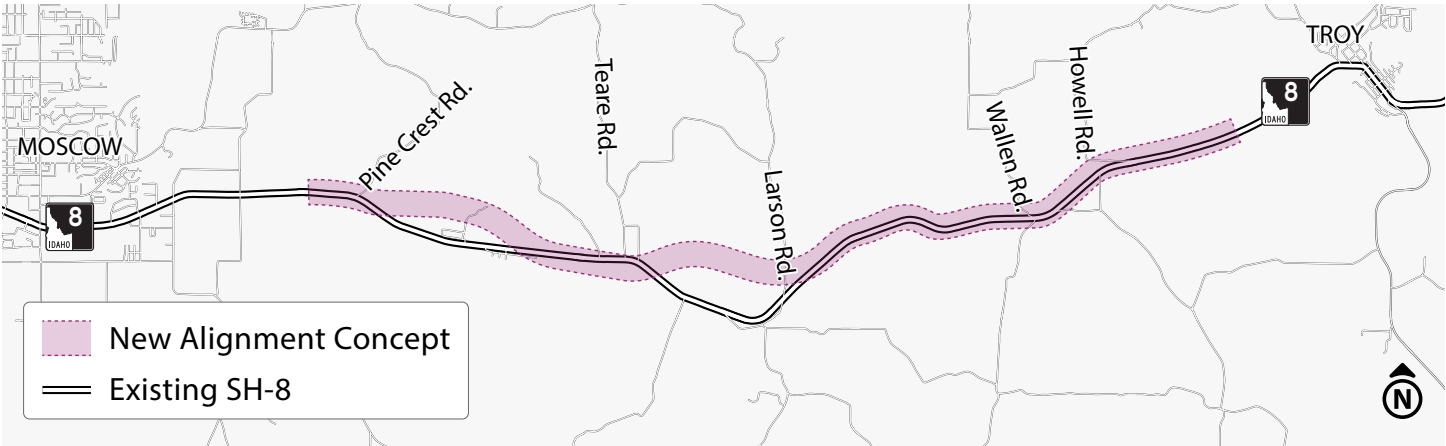 TROY
8
IDAHO
Howell Rd.
Teare Rd.
Wallen Rd.
Pine Crest Rd.
MOSCOW
Larson Rd.
8
IDAHO
New Alignment Concept
Existing SH-8
N